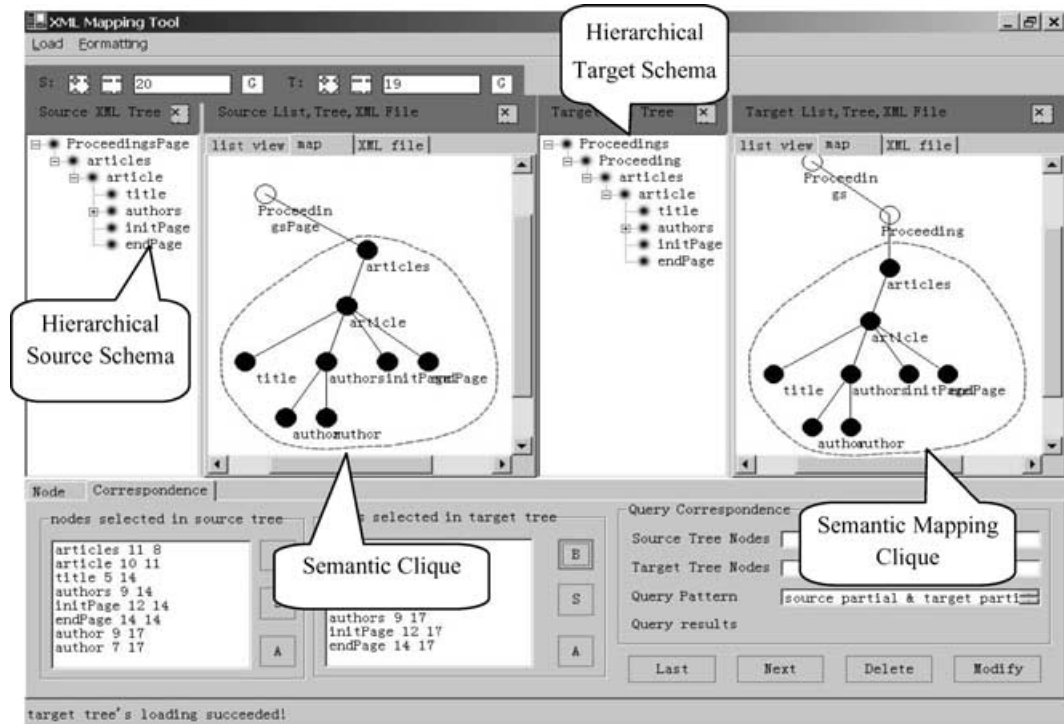 XML Mapping Tool
Load Formatting
S: 20 G T: 19 G
Source XML Tree
Source List,Tree,XML File
Target Tree
Target List,Tree,XML File
Hierarchical
Target Schema
ProceedingsPage
articles
article
title
authors
initPage
endPage
Hierarchical
Source Schema
list view map XML file
Proceedin
gsPage
articles
article
title
authors
initPage
endPage
author
author
Semantic Clique
Proceedings
Proceeding
articles
article
title
authors
initPage
endPage
list view map XML file
Proceedin
gs
Proceeding
articles
article
title
authors
initPage
endPage
author
author
Semantic Mapping
Clique
Node Correspondence
nodes selected in source tree
articles 11 8
article 10 11
title 5 14
authors 9 14
initPage 12 14
endPage 14 14
author 9 17
author 7 17
A
selected in target tree
authors 9 17
initPage 12 17
endPage 14 17
B
S
A
Query Correspondence
Source Tree Nodes
Target Tree Nodes
Query Pattern source partial & target parti
Query results
Last Next Delete Modify
target tree's loading succeeded!